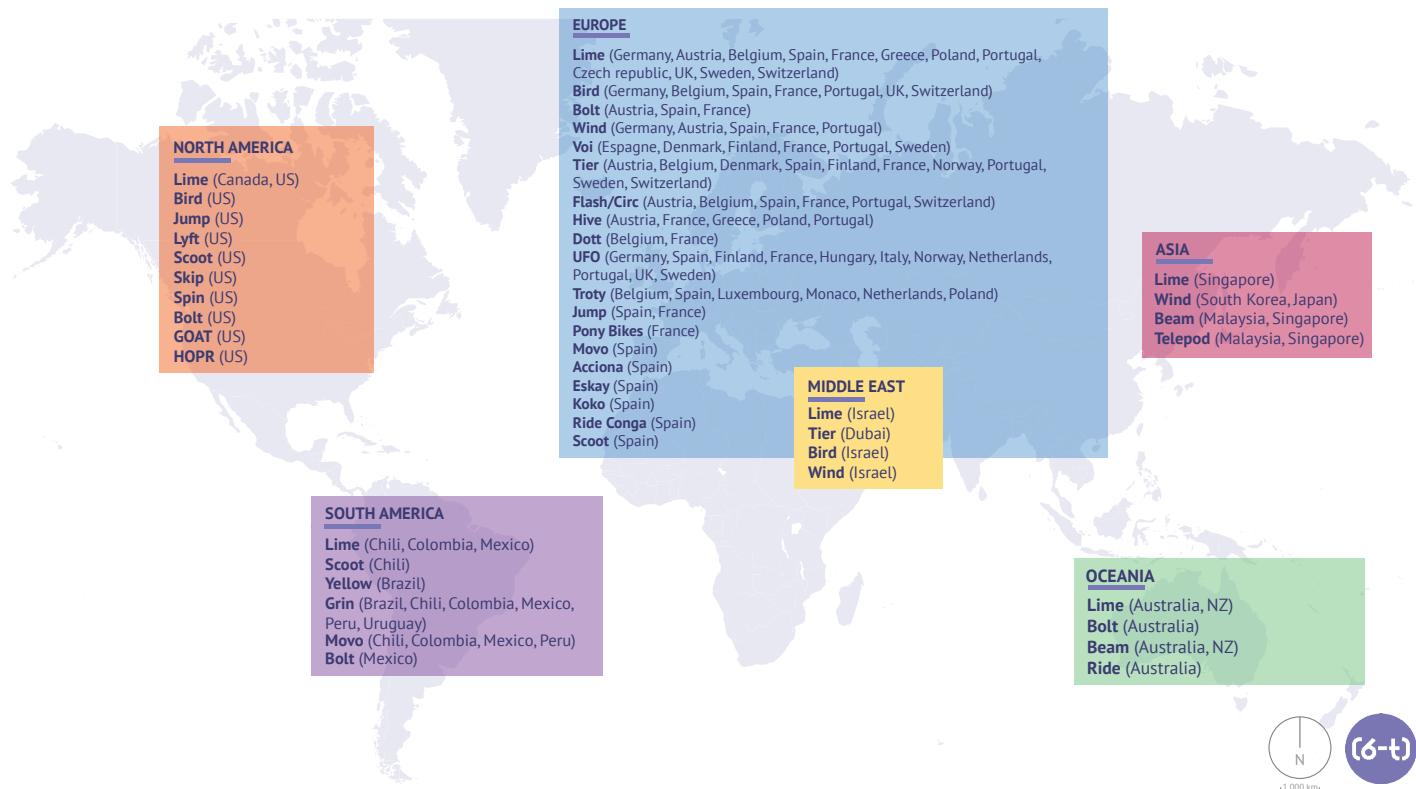 EUROPE
Lime (Germany, Austria, Belgium, Spain, France, Greece, Poland, Portugal,
Czech republic, UK, Sweden, Switzerland)
Bird (Germany, Belgium, Spain, France, Portugal, UK, Switzerland)
Bolt (Austria, Spain, France)
Wind (Germany, Austria, Spain, France, Portugal)
Voi (Espagne, Denmark, Finland, France, Portugal, Sweden)
Tier (Austria, Belgium, Denmark, Spain, Finland, France, Norway, Portugal,
Sweden, Switzerland)
Flash/Circ (Austria, Belgium, Spain, France, Portugal, Switzerland)
Hive (Austria, France, Greece, Poland, Portugal)
Dott (Belgium, France)
UFO (Germany, Spain, Finland, France, Hungary, Italy, Norway, Netherlands,
Portugal, UK, Sweden)
Troty (Belgium, Spain, Luxembourg, Monaco, Netherlands, Poland)
Jump (Spain, France)
Pony Bikes (France)
Movo (Spain)
Acciona (Spain)
Eskay (Spain)
Koko (Spain)
Ride Conga (Spain)
Scoot (Spain)
NORTH AMERICA
Lime (Canada, US)
Bird (US)
Jump (US)
Lyft (US)
Scoot (US)
Skip (US)
Spin (US)
Bolt (US)
GOAT (US)
HOPR (US)
ASIA
Lime (Singapore)
Wind (South Korea, Japan)
Beam (Malaysia, Singapore)
Telepod (Malaysia, Singapore)
MIDDLE EAST
Lime (Israel)
Tier (Dubai)
Bird (Israel)
Wind (Israel)
SOUTH AMERICA
Lime (Chili, Colombia, Mexico)
Scoot (Chili)
Yellow (Brazil)
Grin (Brazil, Chili, Colombia, Mexico,
Peru, Uruguay)
Movo (Chili, Colombia, Mexico, Peru)
Bolt (Mexico)
OCEANIA
Lime (Australia, NZ)
Bolt (Australia)
Beam (Australia, NZ)
Ride (Australia)
N
1 000 km
(6-t)